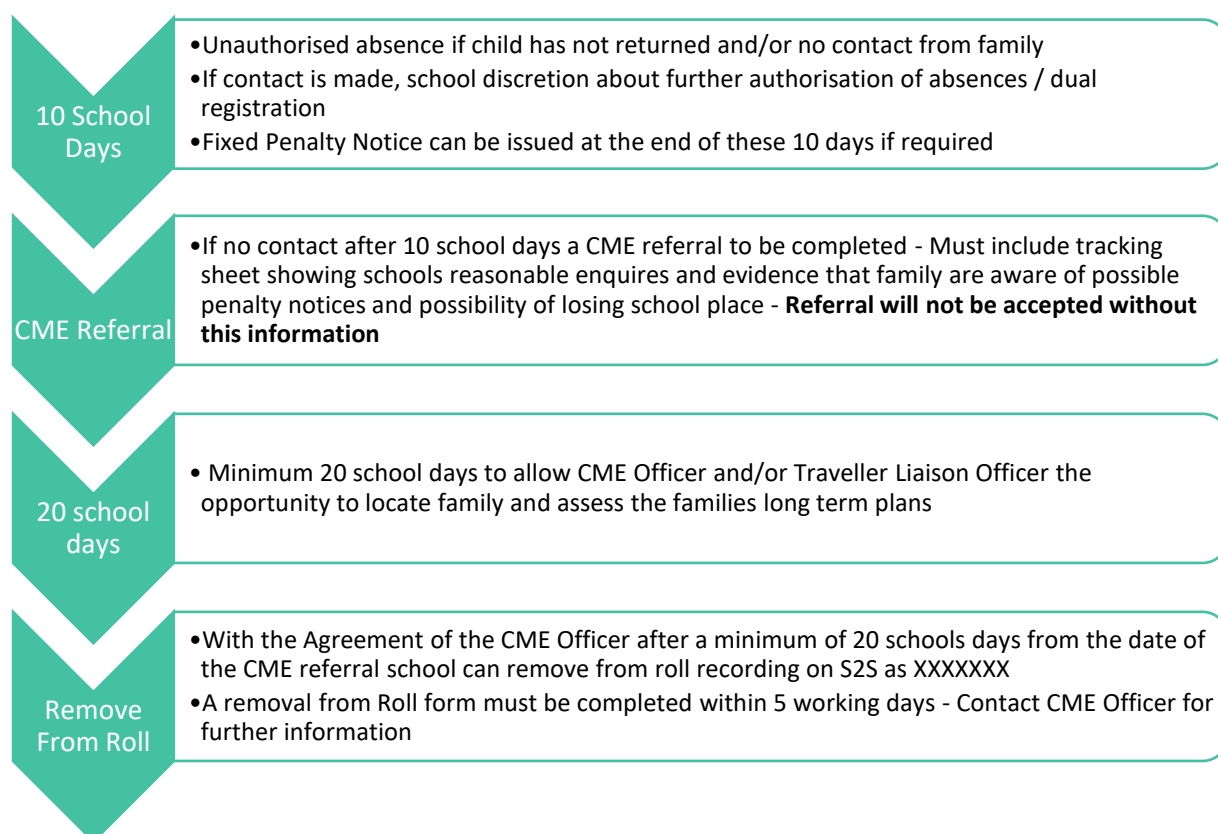 10 School
Days
•Unauthorised absence if child has not returned and/or no contact from family
•If contact is made, school discretion about further authorisation of absences / dual
registration
•Fixed Penalty Notice can be issued at the end of these 10 days if required
CME Referral
•If no contact after 10 school days a CME referral to be completed - Must include tracking
sheet showing schools reasonable enquires and evidence that family are aware of possible
penalty notices and possibility of losing school place - Referral will not be accepted without
this information
20 school
days
• Minimum 20 school days to allow CME Officer and/or Traveller Liaison Officer the
opportunity to locate family and assess the families long term plans
Remove
From Roll
•With the Agreement of the CME Officer after a minimum of 20 schools days from the date of
the CME referral school can remove from roll recording on S2S as XXXXXXX
•A removal from Roll form must be completed within 5 working days - Contact CME Officer for
further information